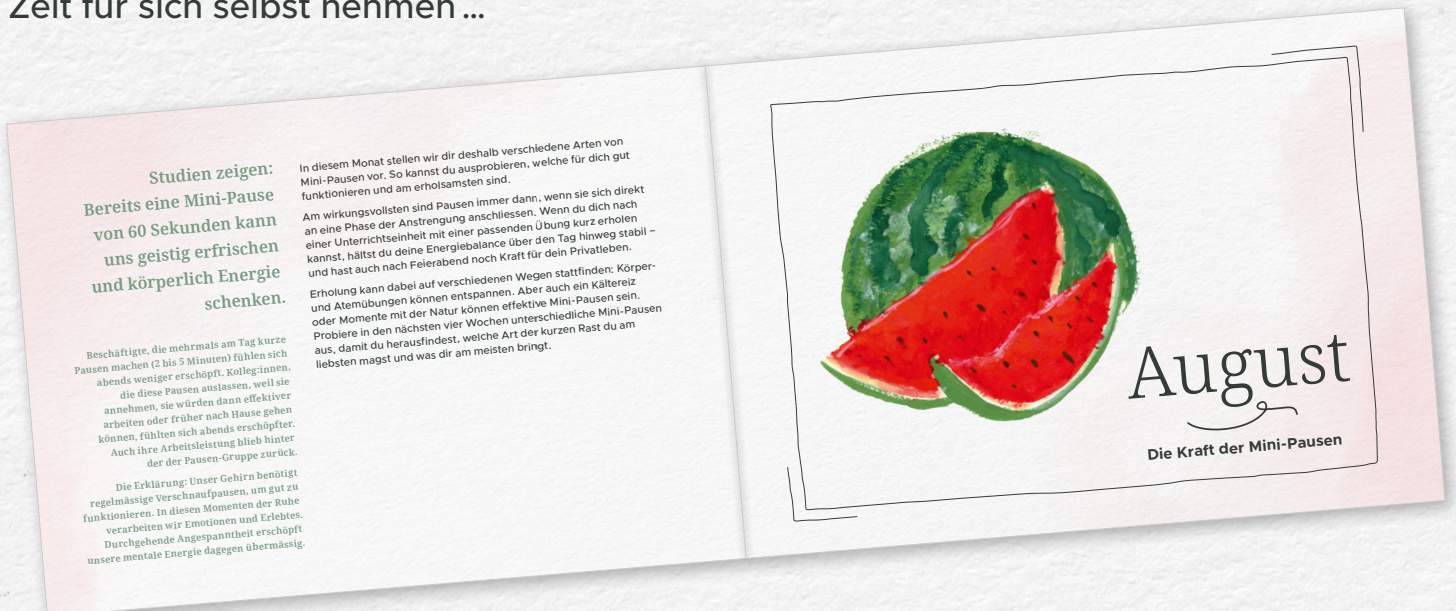 Zeit für sich selbst nehmen ...
Studien zeigen:
Bereits eine Mini-Pause
von 60 Sekunden kann
uns geistig erfrischen
und körperlich Energie
schenken.
Beschäftigte, die mehrmals am Tag kurze
Pausen machen (2 bis 5 Minuten) fühlen sich
abends weniger erschöpft. Kolleg:innen,
die diese Pausen auslassen, weil sie
annehmen, sie würden dann effektiver
arbeiten oder früher nach Hause gehen
können, fühlten sich abends erschöpfter.
Auch ihre Arbeitsleistung blieb hinter
der der Pausen-Gruppe zurück.
Die Erklärung: Unser Gehirn benötigt
regelmässige Verschnaufpausen, um gut zu
funktionieren. In diesen Momenten der Ruhe
verarbeiten wir Emotionen und Erlebtes.
Durchgehende Angespanntheit erschöpft
unsere mentale Energie dagegen übermässig.
In diesem Monat stellen wir dir deshalb verschiedene Arten von
Mini-Pausen vor. So kannst du ausprobieren, welche für dich gut
funktionieren und am erholsamsten sind.
Am wirkungsvollsten sind Pausen immer dann, wenn sie sich direkt
an eine Phase der Anstrengung anschliessen. Wenn du dich nach
einer Unterrichtseinheit mit einer passenden Übung kurz erholen
kannst, hältst du deine Energiebalance über den Tag hinweg stabil –
und hast auch nach Feierabend noch Kraft für dein Privatleben.
Erholung kann dabei auf verschiedenen Wegen stattfinden: Körper-
und Atemübungen können entspannen. Aber auch ein Kältereiz
oder Momente mit der Natur können effektive Mini-Pausen sein.
Probiere in den nächsten vier Wochen unterschiedliche Mini-Pausen
aus, damit du herausfindest, welche Art der kurzen Rast du am
liebsten magst und was dir am meisten bringt.
August
Die Kraft der Mini-Pausen